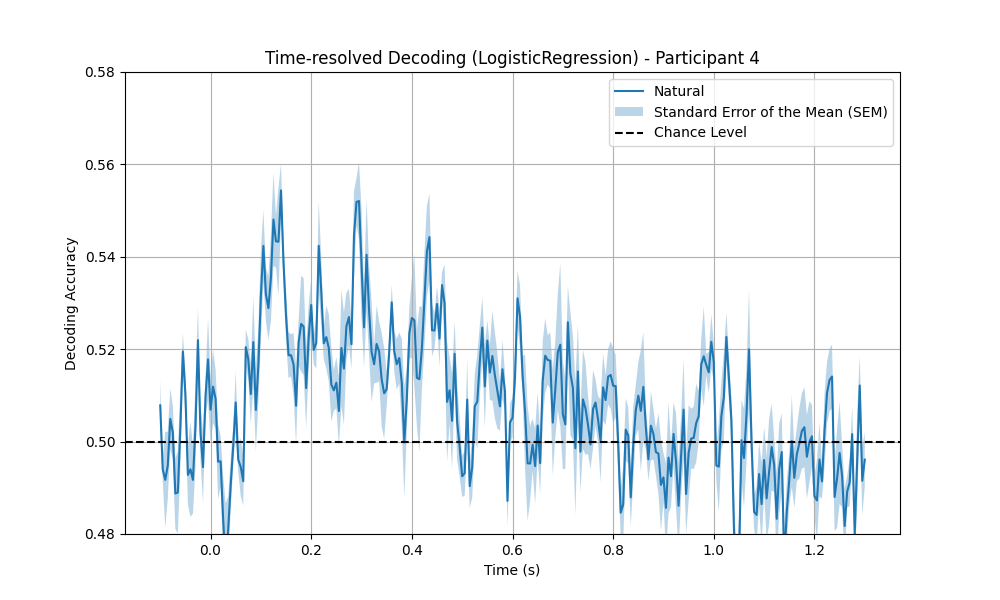 Time-resolved Decoding (LogisticRegression) - Participant 4
Natural
Standard Error of the Mean (SEM)
Chance Level
Decoding Accuracy
0.58
0.56
0.54
0.52
0.50
0.48
0.0 0.2 0.4 0.6 0.8 1.0 1.2
Time (s)